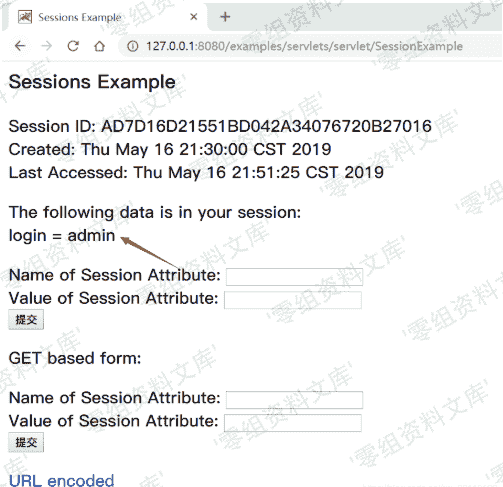 Sessions Example
127.0.0.1:8080/examples/servlets/servlet/SessionExample
Sessions Example
Session ID: AD7D16D21551BD042A34076720B27016
Created: Thu May 16 21:30:00 CST 2019
Last Accessed: Thu May 16 21:51:25 CST 2019
The following data is in your session:
login = admin
Name of Session Attribute:
Value of Session Attribute:
提交
GET based form:
Name of Session Attribute:
Value of Session Attribute:
提交
URL encoded
'零组资料文库'